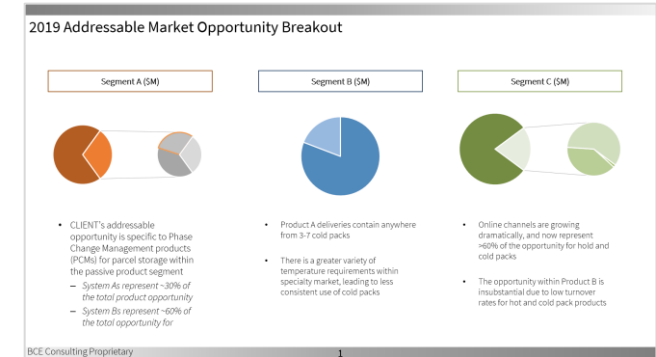 2019 Addressable Market Opportunity Breakout
Segment A ($M)
Segment B ($M)
Segment C ($M)
• CLIENT's addressable
opportunity is specific to Phase
Change Management products
(PCMs) for parcel storage within
the passive product segment
– System As represent ~30% of
the total product opportunity
– System Bs represent ~60% of
the total opportunity for
• Product A deliveries contain anywhere
from 3-7 cold packs
• There is a greater variety of
temperature requirements within
specialty market, leading to less
consistent use of cold packs
• Online channels are growing
dramatically, and now represent
>60% of the opportunity for hold and
cold packs
• The opportunity within Product B is
insubstantial due to low turnover
rates for hot and cold pack products
BCE Consulting Proprietary
1